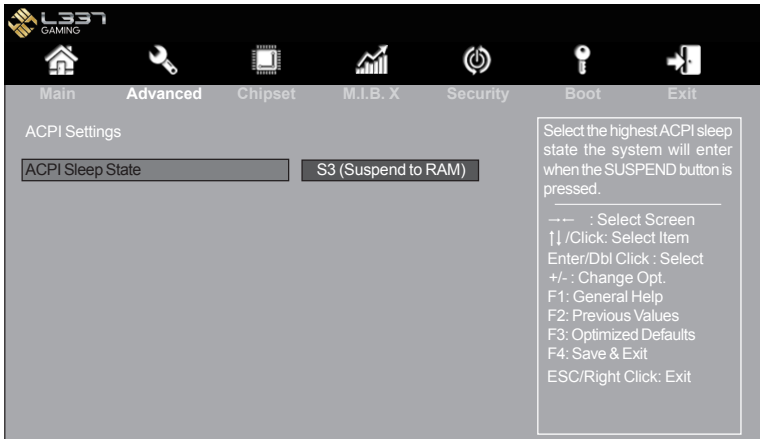 L337
GAMING
Main Advanced Chipset M.I.B. X Security Boot Exit
ACPI Settings
ACPI Sleep State S3 (Suspend to RAM)
Select the highest ACPI sleep
state the system will enter
when the SUSPEND button is
pressed.
→← : Select Screen
↑↓/Click: Select Item
Enter/Dbl Click : Select
+/- : Change Opt.
F1: General Help
F2: Previous Values
F3: Optimized Defaults
F4: Save & Exit
ESC/Right Click: Exit